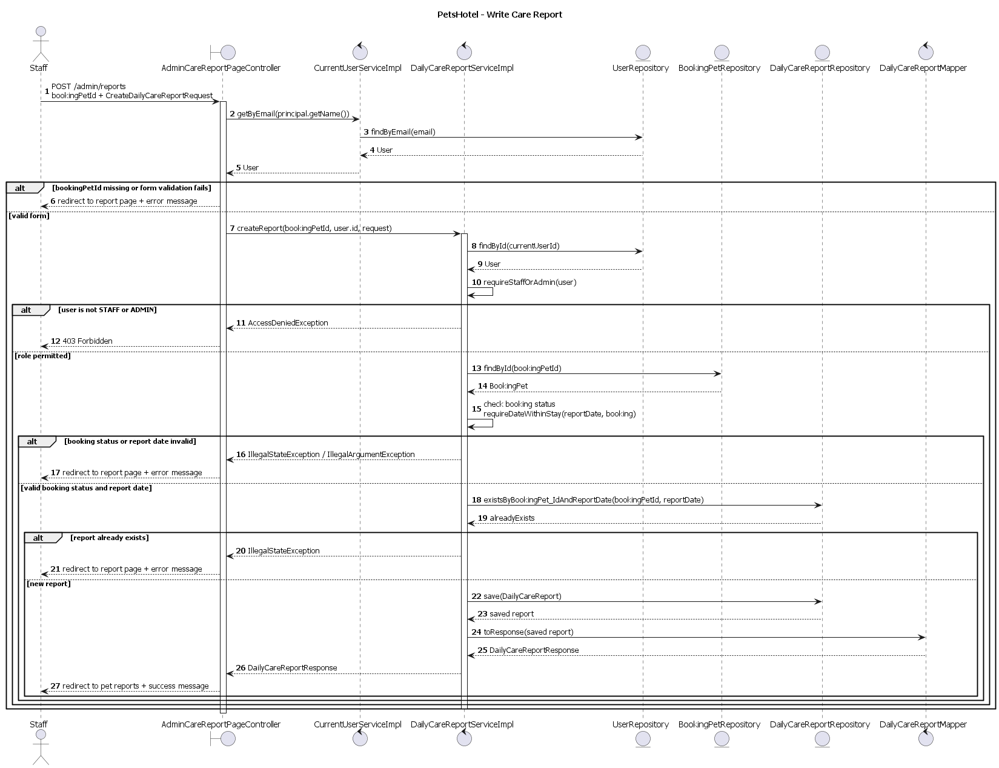 PetsHotel - Write Care Report
Staff
AdminCareReportPageController
CurrentUserServiceImpl
DailyCareReportServiceImpl
UserRepository
BookingPetRepository
DailyCareReportRepository
DailyCareReportMapper
1 POST /admin/reports
bookingPetId + CreateDailyCareReportRequest
2 getByEmail(principal.getName())
3 findByEmail(email)
4 User
5 User
alt [bookingPetId missing or form validation fails]
6 redirect to report page + error message
[valid form]
7 createReport(bookingPetId, user.id, request)
8 findById(currentUserId)
9 User
10 requireStaffOrAdmin(user)
alt [user is not STAFF or ADMIN]
11 AccessDeniedException
12 403 Forbidden
[role permitted]
13 findById(bookingPetId)
14 BookingPet
15 check booking status
requireDateWithinStay(reportDate, booking)
alt [booking status or report date invalid]
16 IllegalStateException / IllegalArgumentException
17 redirect to report page + error message
[valid booking status and report date]
18 existsByBookingPet_IdAndReportDate(bookingPetId, reportDate)
19 alreadyExists
alt [report already exists]
20 IllegalStateException
21 redirect to report page + error message
[new report]
22 save(DailyCareReport)
23 saved report
24 toResponse(saved report)
25 DailyCareReportResponse
26 DailyCareReportResponse
27 redirect to pet reports + success message
Staff
AdminCareReportPageController
CurrentUserServiceImpl
DailyCareReportServiceImpl
UserRepository
BookingPetRepository
DailyCareReportRepository
DailyCareReportMapper